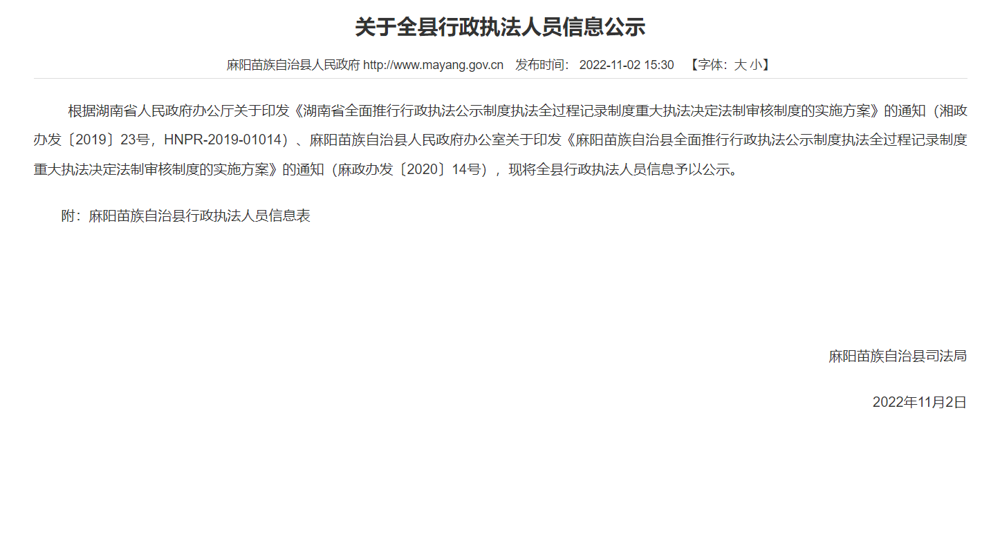 关于全县行政执法人员信息公示
麻阳苗族自治县人民政府 http://www.mayang.gov.cn 发布时间： 2022-11-02 15:30 【字体：大 小】
根据湖南省人民政府办公厅关于印发《湖南省全面推行行政执法公示制度执法全过程记录制度重大执法决定法制审核制度的实施方案》的通知（湘政
办发〔2019〕23号，HNPR-2019-01014）、麻阳苗族自治县人民政府办公室关于印发《麻阳苗族自治县全面推行行政执法公示制度执法全过程记录制度
重大执法决定法制审核制度的实施方案》的通知（麻政办发〔2020〕14号），现将全县行政执法人员信息予以公示。
附：麻阳苗族自治县行政执法人员信息表
麻阳苗族自治县司法局
2022年11月2日